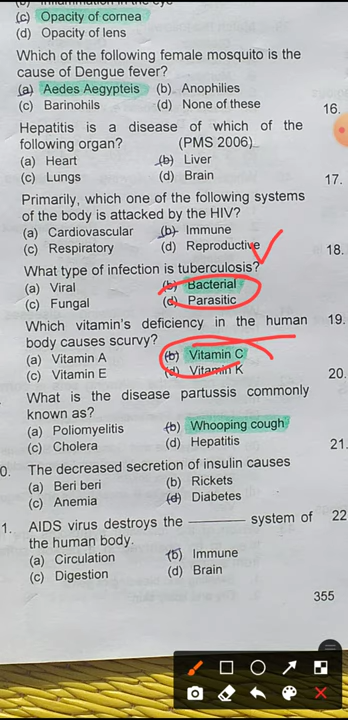 (b) Inflammation in the eye
(c) Opacity of cornea
(d) Opacity of lens
Which of the following female mosquito is the
cause of Dengue fever?
(a) Aedes Aegypteis (b) Anophilies
(c) Barinohils (d) None of these
16.
Hepatitis is a disease of which of the
following organ? (PMS 2006)
(a) Heart (b) Liver
(c) Lungs (d) Brain
17.
Primarily, which one of the following systems
of the body is attacked by the HIV?
(a) Cardiovascular (b) Immune
(c) Respiratory (d) Reproductive
18.
What type of infection is tuberculosis?
(a) Viral (b) Bacterial
(c) Fungal (d) Parasitic
Which vitamin's deficiency in the human 19.
body causes scurvy?
(a) Vitamin A (b) Vitamin C
(c) Vitamin E (d) Vitamin K
20.
What is the disease partussis commonly
known as?
(a) Poliomyelitis (b) Whooping cough
(c) Cholera (d) Hepatitis
21.
0. The decreased secretion of insulin causes
(a) Beri beri (b) Rickets
(c) Anemia (d) Diabetes
1. AIDS virus destroys the ______ system of 22
the human body.
(a) Circulation (b) Immune
(c) Digestion (d) Brain
355